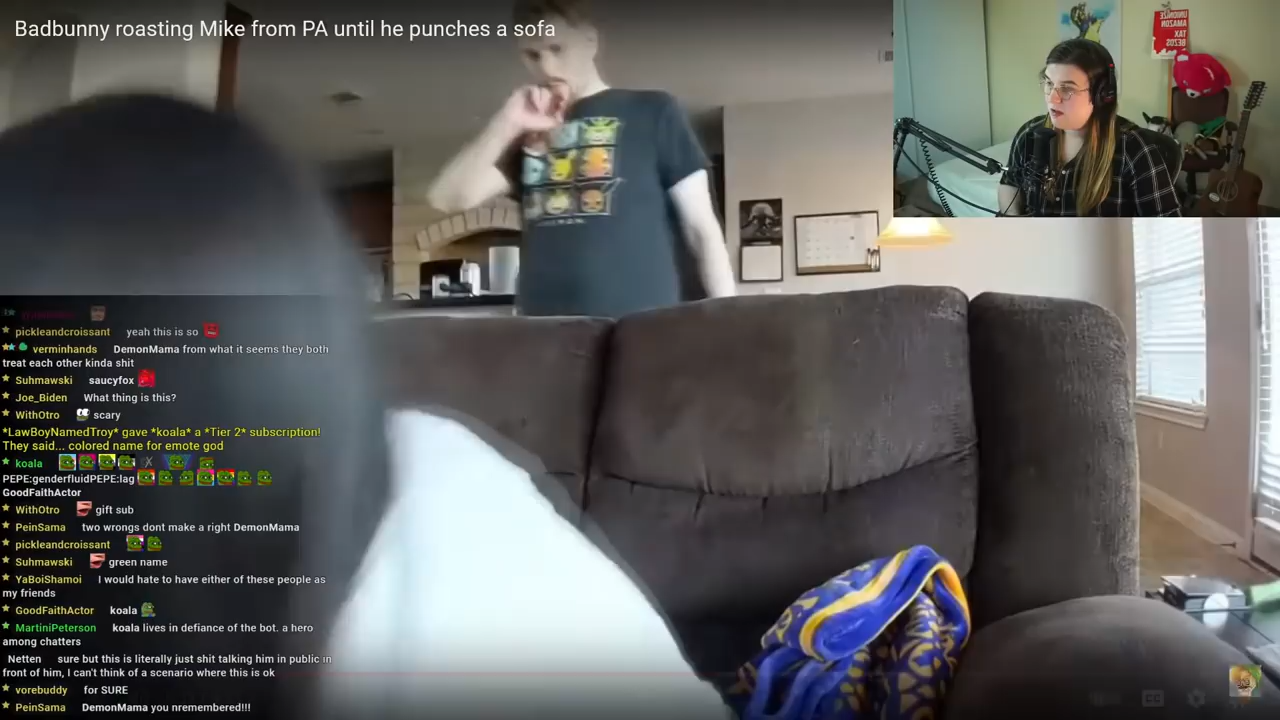 Badbunny roasting Mike from PA until he punches a sofa
UNIONIZE
AMAZON
TAX
BEZOS
pickleandcroissant yeah this is so
verminhands DemonMama from what it seems they both
treat each other kinda shit
Suhmawski saucyfox
Joe_Biden What thing is this?
WithOtro scary
*LawBoyNamedTroy* gave *koala* a *Tier 2* subscription!
They said... colored name for emote god
koala
PEPE:genderfluidPEPE:lag
GoodFaithActor
WithOtro gift sub
PeinSama two wrongs dont make a right DemonMama
pickleandcroissant
Suhmawski green name
YaBoiShamoi I would hate to have either of these people as
my friends
GoodFaithActor koala
MartiniPeterson koala lives in defiance of the bot. a hero
among chatters
Netten sure but this is literally just shit talking him in public in
front of him, I can't think of a scenario where this is ok
vorebuddy for SURE
PeinSama DemonMama you nremembered!!!
CC